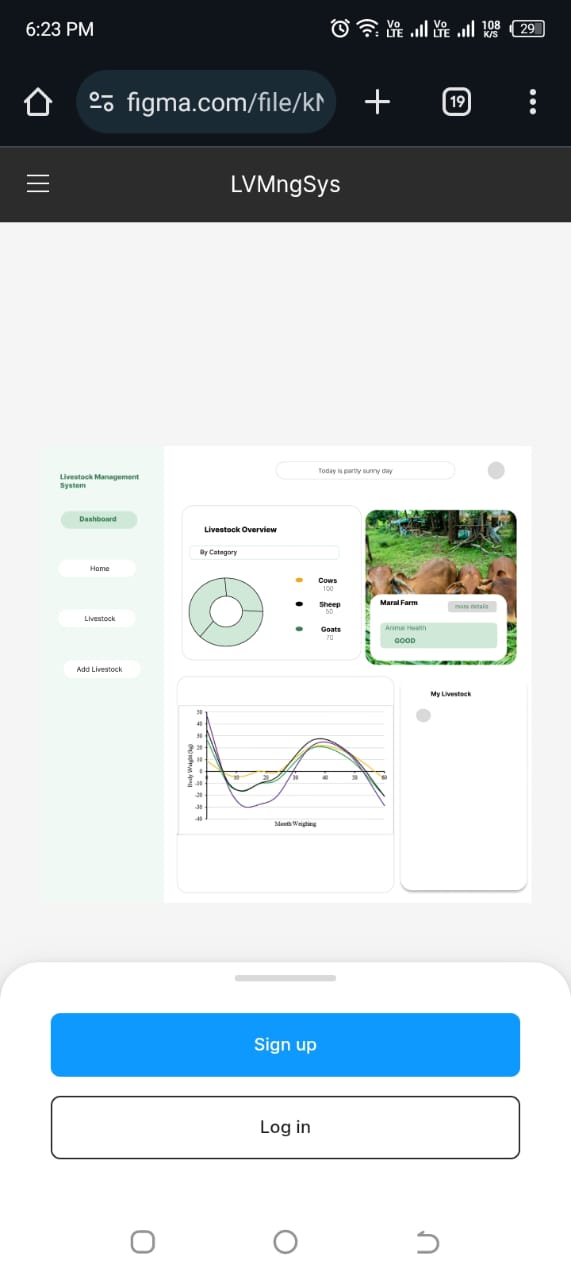 6:23 PM
Vo LTE
Vo LTE
108 K/S
29
figma.com/file/kN
19
LVMngSys
Livestock Management
System
Dashboard
Home
Livestock
Add Livestock
Today is partly sunny day
Livestock Overview
By Category
Cows
100
Sheep
50
Goats
70
Maral Farm
more details
Animal Health
GOOD
Body Weight (kg)
50
40
30
20
10
0
-10
-20
-30
-40
10
20
30
40
50
60
Month Weighing
My Livestock
Sign up
Log in